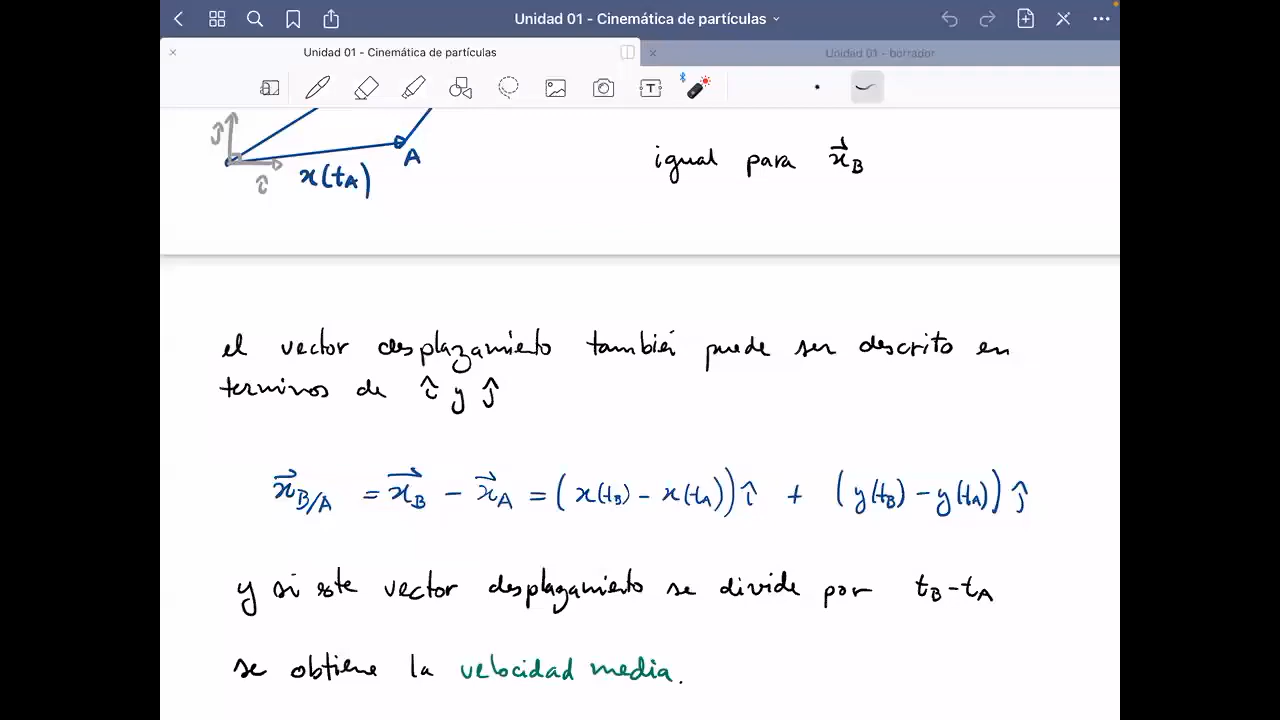 Unidad 01 - Cinemática de partículas
Unidad 01 - Cinemática de partículas
Unidad 01 - borrador
T
ĵ
A
î
x(tA)
igual para x⃗B
el vector desplazamiento también puede ser descrito en
terminos de î y ĵ
x⃗B/A = x⃗B - x⃗A = (x(tB) - x(tA)) î + (y(tB) - y(tA)) ĵ
y si este vector desplazamiento se divide por tB-tA
se obtiene la velocidad media.